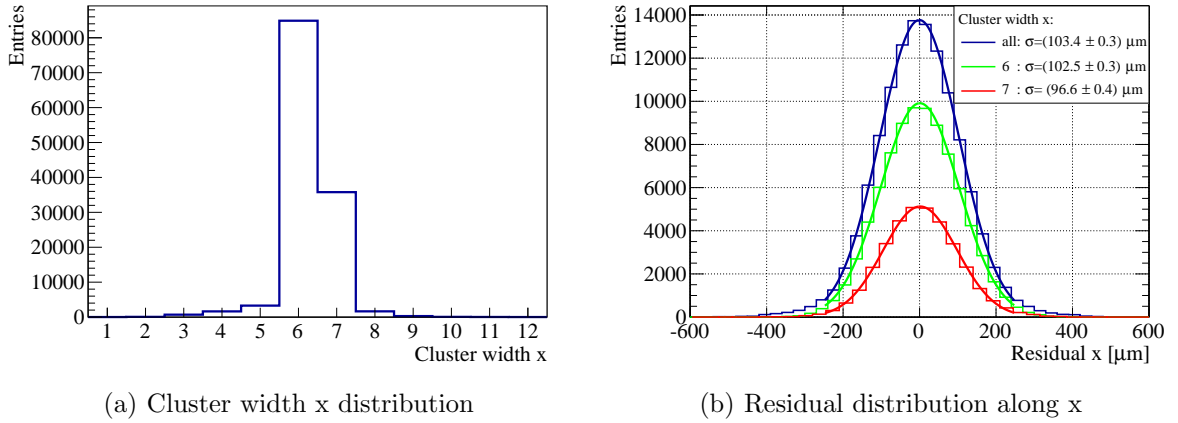 Entries
80000
70000
60000
50000
40000
30000
20000
10000
0
1 2 3 4 5 6 7 8 9 10 11 12
Cluster width x
(a) Cluster width x distribution
Entries
14000
12000
10000
8000
6000
4000
2000
0
Cluster width x:
all: σ=(103.4 ± 0.3) μm
6 : σ=(102.5 ± 0.3) μm
7 : σ= (96.6 ± 0.4) μm
-600 -400 -200 0 200 400 600
Residual x [μm]
(b) Residual distribution along x